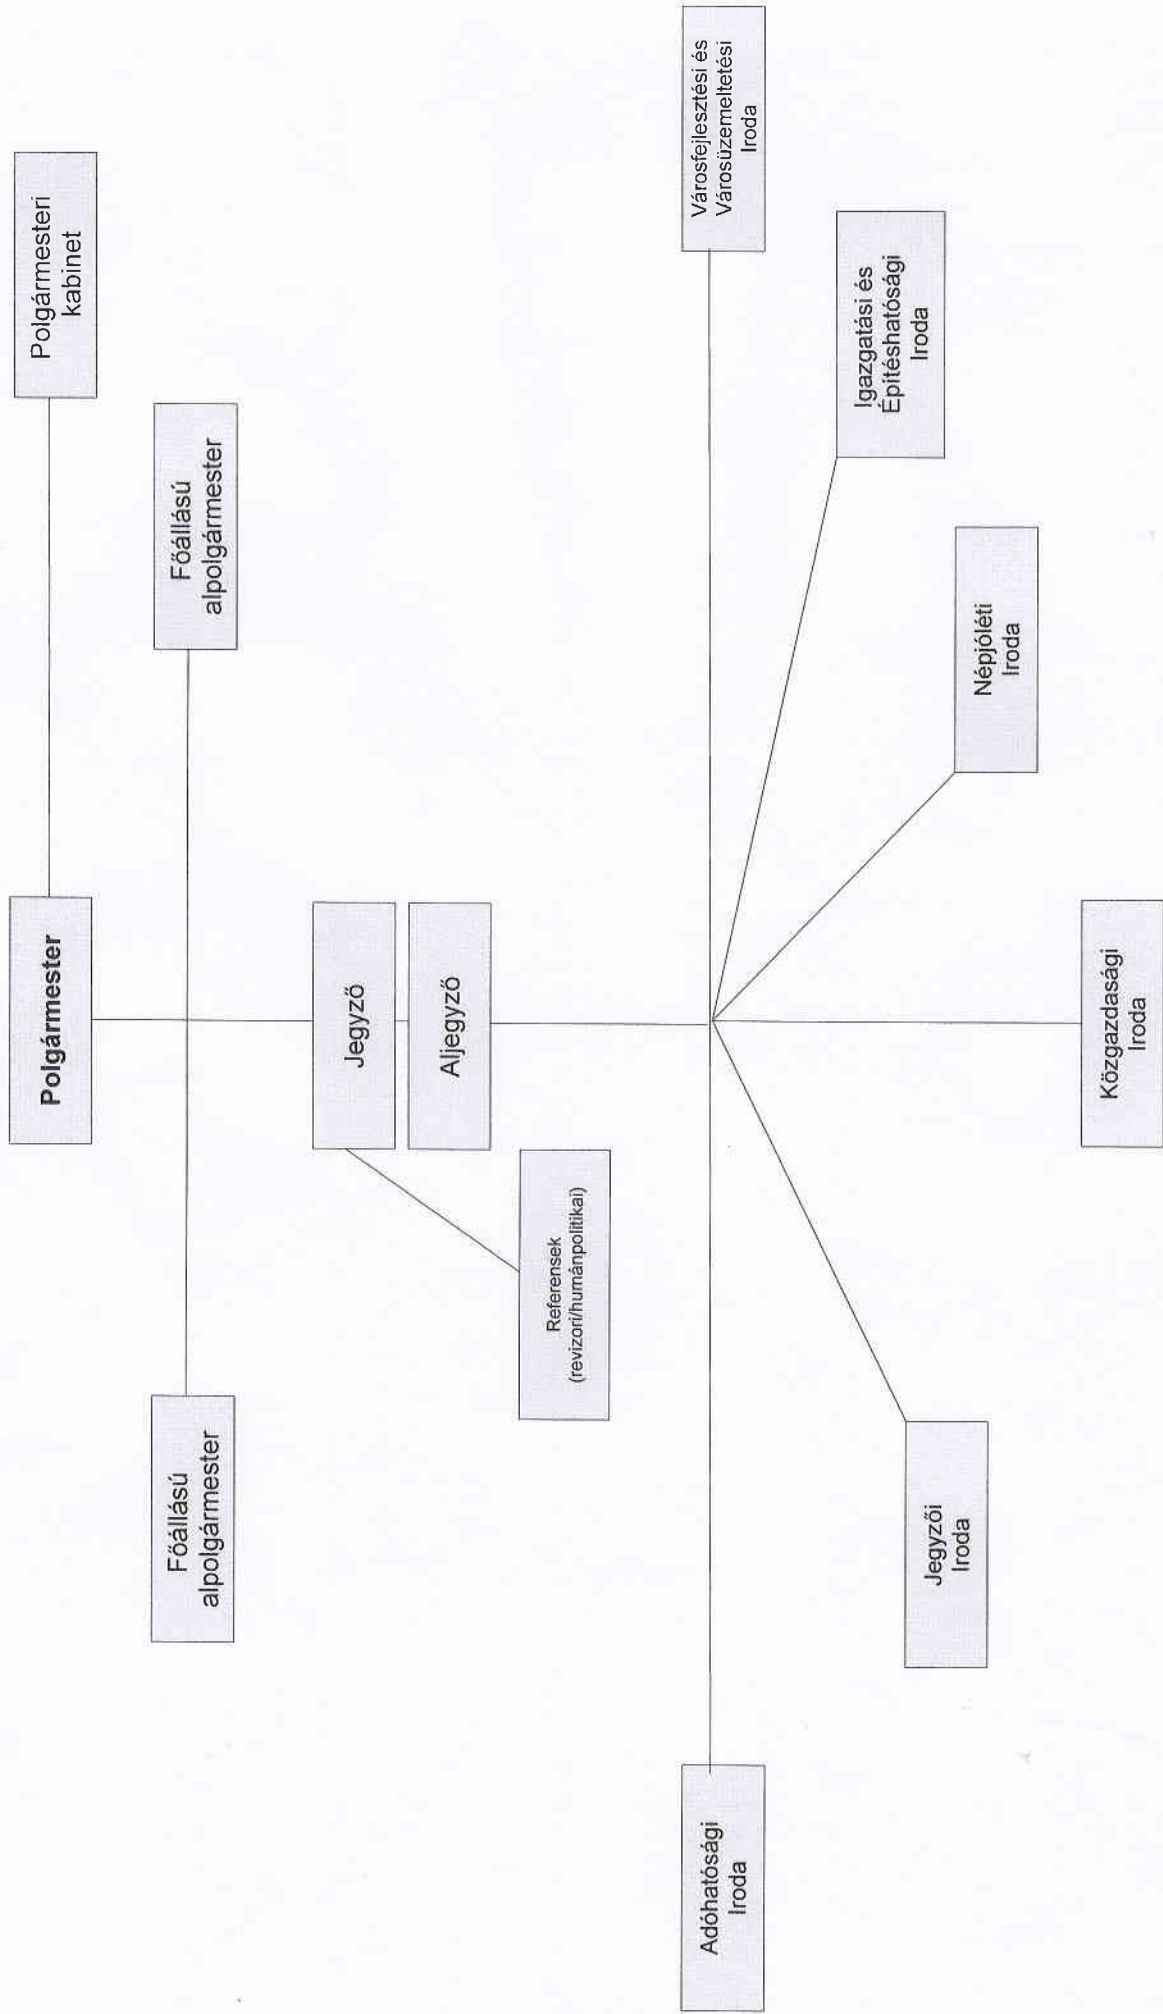 Polgármester
Polgármesteri
kabinet
Főállású
alpolgármester
Főállású
alpolgármester
Jegyző
Aljegyző
Referensek
(revizori/humánpolitikai)
Adóhatósági
Iroda
Jegyzői
Iroda
Közgazdasági
Iroda
Népjóléti
Iroda
Igazgatási és
Építéshatósági
Iroda
Városfejlesztési és
Városüzemeltetési
Iroda